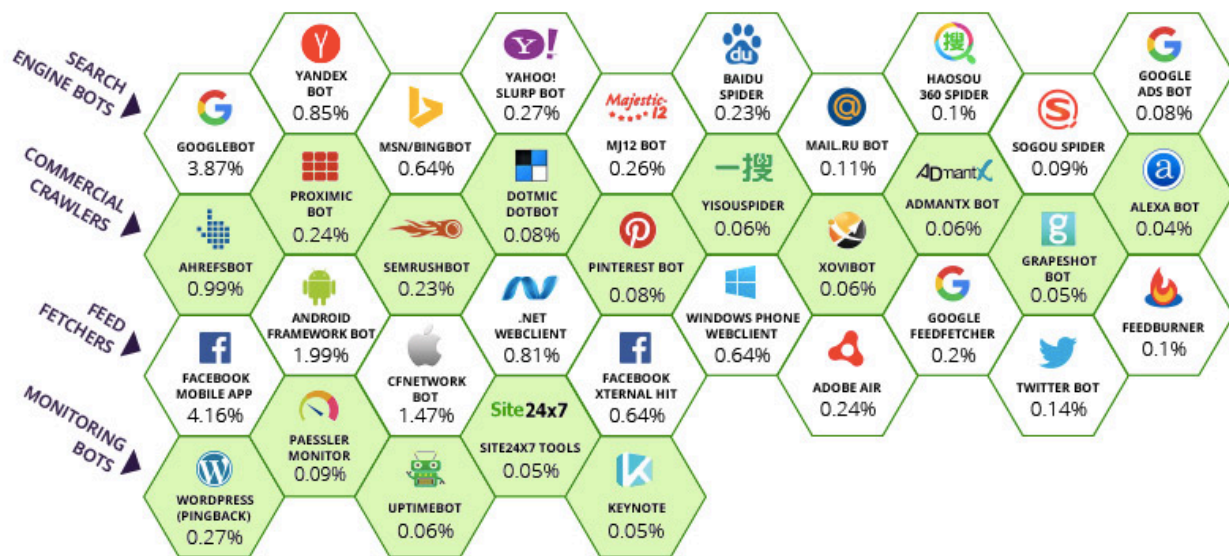 SEARCH
ENGINE BOTS
GOOGLEBOT
3.87%
YANDEX
BOT
0.85%
MSN/BINGBOT
0.64%
Y!
YAHOO!
SLURP BOT
0.27%
Majestic-12
MJ12 BOT
0.26%
du
BAIDU
SPIDER
0.23%
@
MAIL.RU BOT
0.11%
搜
HAOSOU
360 SPIDER
0.1%
S
SOGOU SPIDER
0.09%
G
GOOGLE
ADS BOT
0.08%
COMMERCIAL
CRAWLERS
AHREFSBOT
0.99%
PROXIMIC
BOT
0.24%
SEMRUSHBOT
0.23%
DOTMIC
DOTBOT
0.08%
PINTEREST BOT
0.08%
一搜
YISOUSPIDER
0.06%
XOVIBOT
0.06%
ADmantX
ADMANTX BOT
0.06%
g
GRAPESHOT
BOT
0.05%
a
ALEXA BOT
0.04%
FEED
FETCHERS
f
FACEBOOK
MOBILE APP
4.16%
ANDROID
FRAMEWORK BOT
1.99%
CFNETWORK
BOT
1.47%
.NET
WEBCLIENT
0.81%
f
FACEBOOK
XTERNAL HIT
0.64%
WINDOWS PHONE
WEBCLIENT
0.64%
ADOBE AIR
0.24%
G
GOOGLE
FEEDFETCHER
0.2%
TWITTER BOT
0.14%
FEEDBURNER
0.1%
MONITORING
BOTS
W
WORDPRESS
(PINGBACK)
0.27%
PAESSLER
MONITOR
0.09%
UPTIMEBOT
0.06%
Site24x7
SITE24X7 TOOLS
0.05%
K
KEYNOTE
0.05%